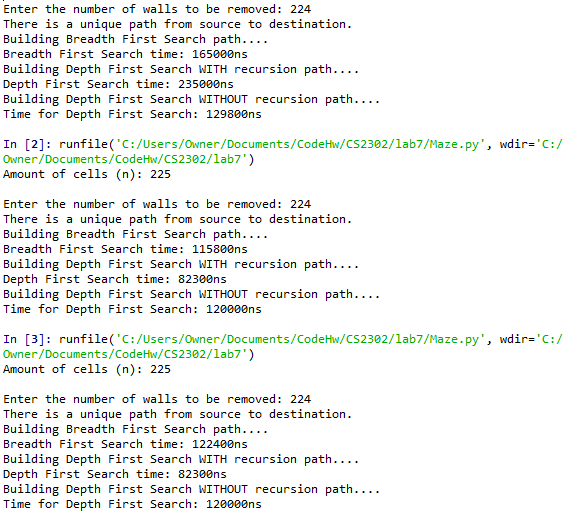 Enter the number of walls to be removed: 224
There is a unique path from source to destination.
Building Breadth First Search path....
Breadth First Search time: 165000ns
Building Depth First Search WITH recursion path....
Depth First Search time: 235000ns
Building Depth First Search WITHOUT recursion path....
Time for Depth First Search: 129800ns
In [2]: runfile('C:/Users/Owner/Documents/CodeHw/CS2302/lab7/Maze.py', wdir='C:/
Owner/Documents/CodeHw/CS2302/lab7')
Amount of cells (n): 225
Enter the number of walls to be removed: 224
There is a unique path from source to destination.
Building Breadth First Search path....
Breadth First Search time: 115800ns
Building Depth First Search WITH recursion path....
Depth First Search time: 82300ns
Building Depth First Search WITHOUT recursion path....
Time for Depth First Search: 120000ns
In [3]: runfile('C:/Users/Owner/Documents/CodeHw/CS2302/lab7/Maze.py', wdir='C:/
Owner/Documents/CodeHw/CS2302/lab7')
Amount of cells (n): 225
Enter the number of walls to be removed: 224
There is a unique path from source to destination.
Building Breadth First Search path....
Breadth First Search time: 122400ns
Building Depth First Search WITH recursion path....
Depth First Search time: 82300ns
Building Depth First Search WITHOUT recursion path....
Time for Depth First Search: 120000ns